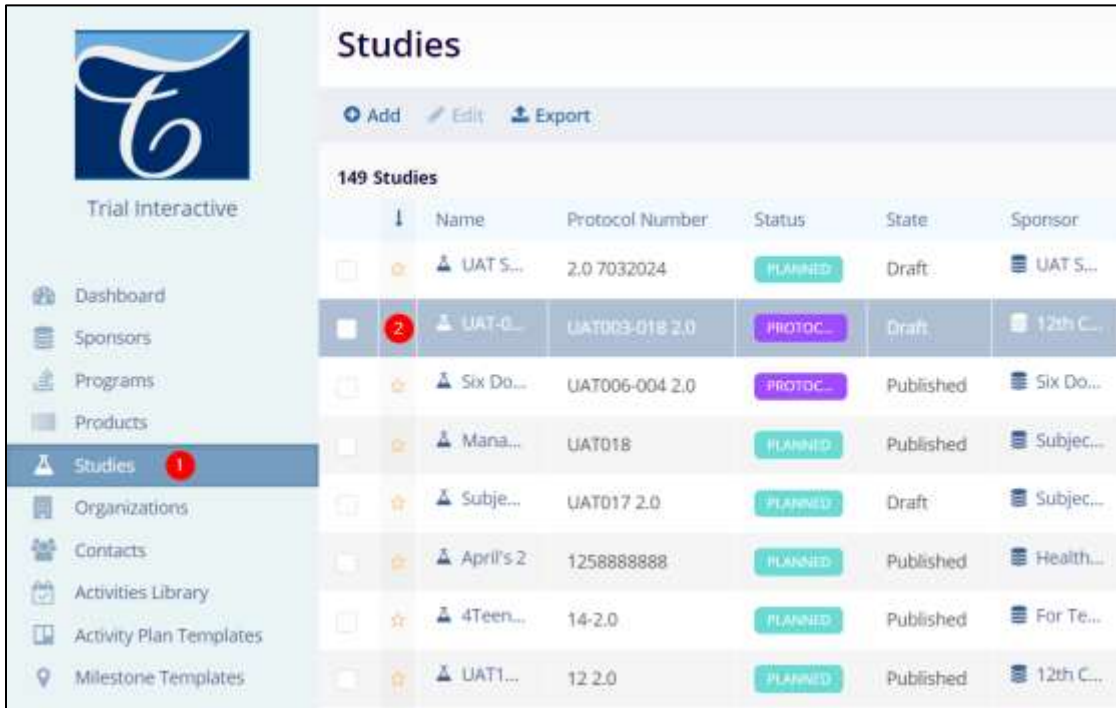 Trial Interactive
Dashboard
Sponsors
Programs
Products
Studies 1
Organizations
Contacts
Activities Library
Activity Plan Templates
Milestone Templates
Studies
Add Edit Export
149 Studies
Name Protocol Number Status State Sponsor
UAT S... 2.0 7032024 PLANNED Draft UAT S...
2 UAT-0... UAT003-018 2.0 PROTOC... Draft 12th C...
Six Do... UAT006-004 2.0 PROTOC... Published Six Do...
Mana... UAT018 PLANNED Published Subjec...
Subje... UAT017 2.0 PLANNED Draft Subjec...
April's 2 1258888888 PLANNED Published Health...
4Teen... 14-2.0 PLANNED Published For Te...
UAT1... 12 2.0 PLANNED Published 12th C...